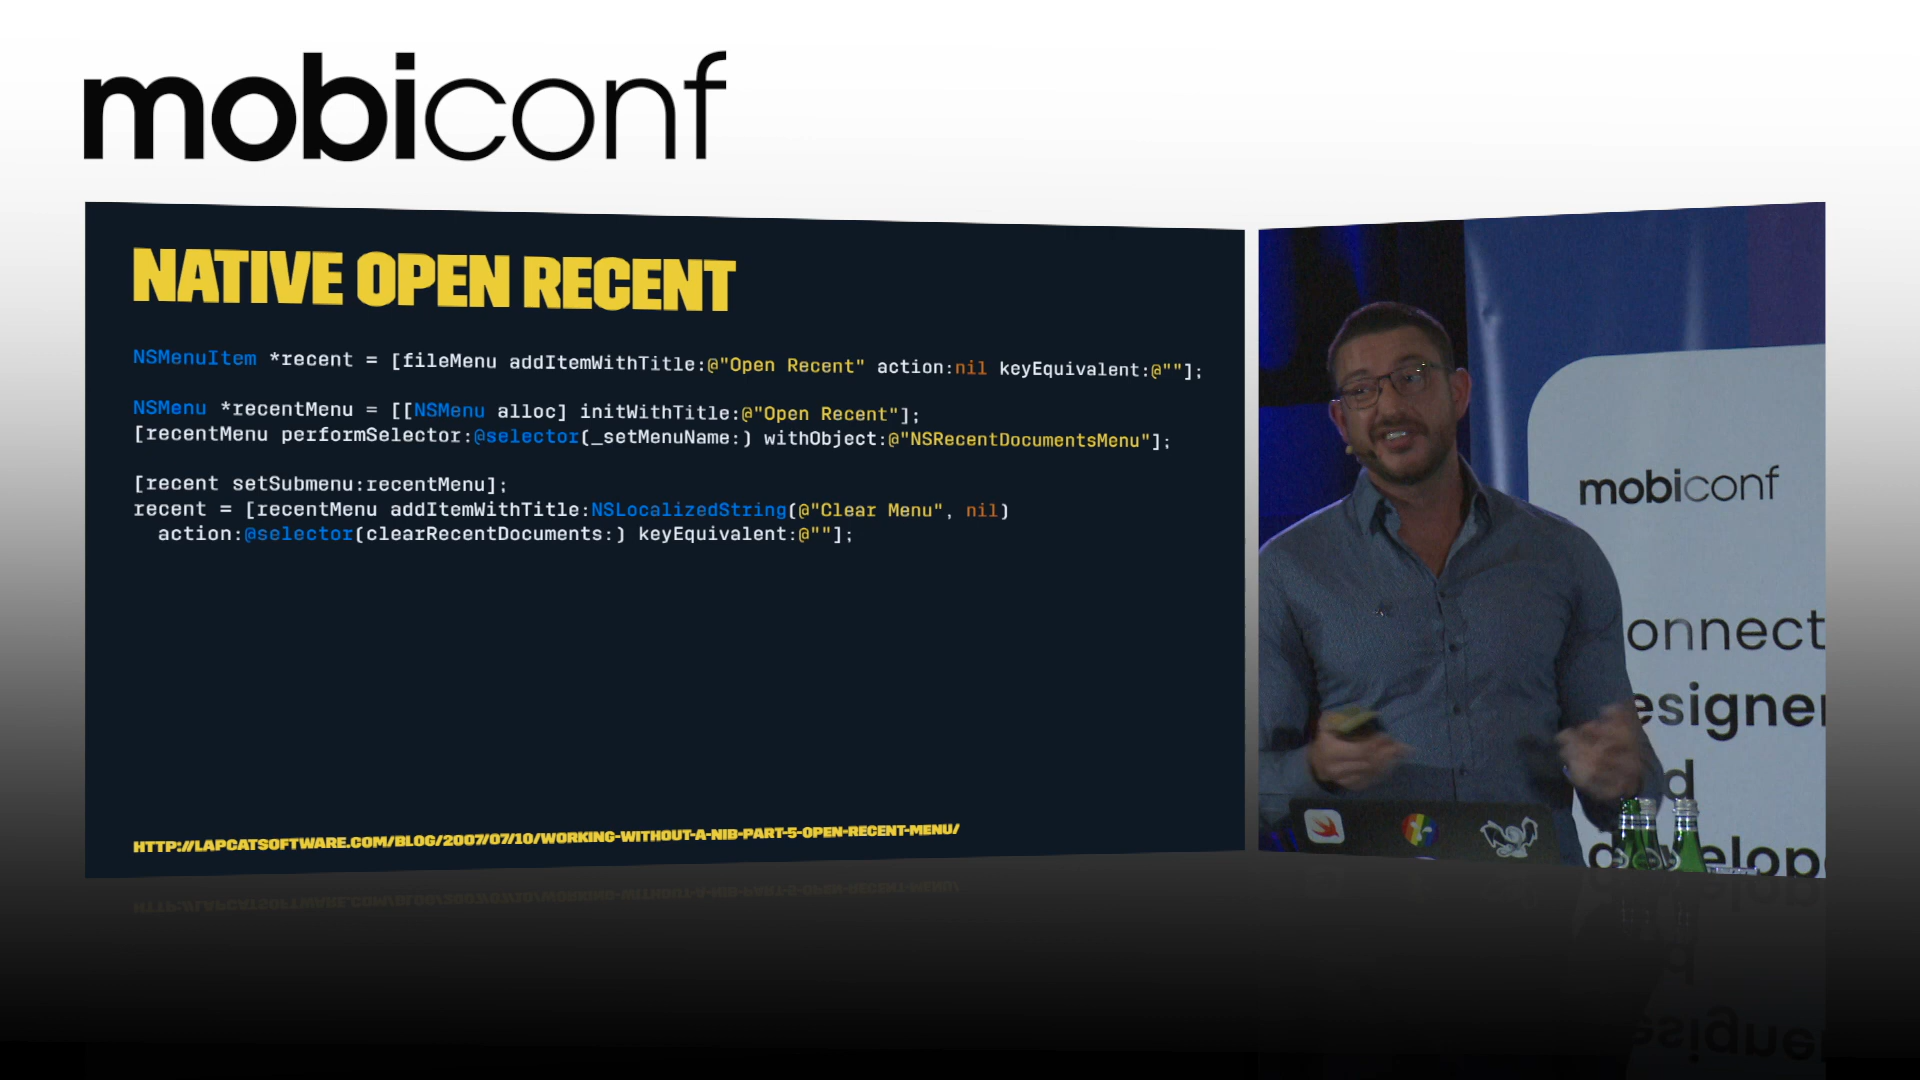 mobiconf
NATIVE OPEN RECENT
NSMenuItem *recent = [fileMenu addItemWithTitle:@"Open Recent" action:nil keyEquivalent:@""];
NSMenu *recentMenu = [[NSMenu alloc] initWithTitle:@"Open Recent"];
[recentMenu performSelector:@selector(_setMenuName:) withObject:@"NSRecentDocumentsMenu"];
[recent setSubmenu:recentMenu];
recent = [recentMenu addItemWithTitle:NSLocalizedString(@"Clear Menu", nil)
action:@selector(clearRecentDocuments:) keyEquivalent:@""];
HTTP://LAPCATSOFTWARE.COM/BLOG/2007/07/10/WORKING-WITHOUT-A-NIB-PART-5-OPEN-RECENT-MENU/
mobiconf
onnect
esigner
d
develop